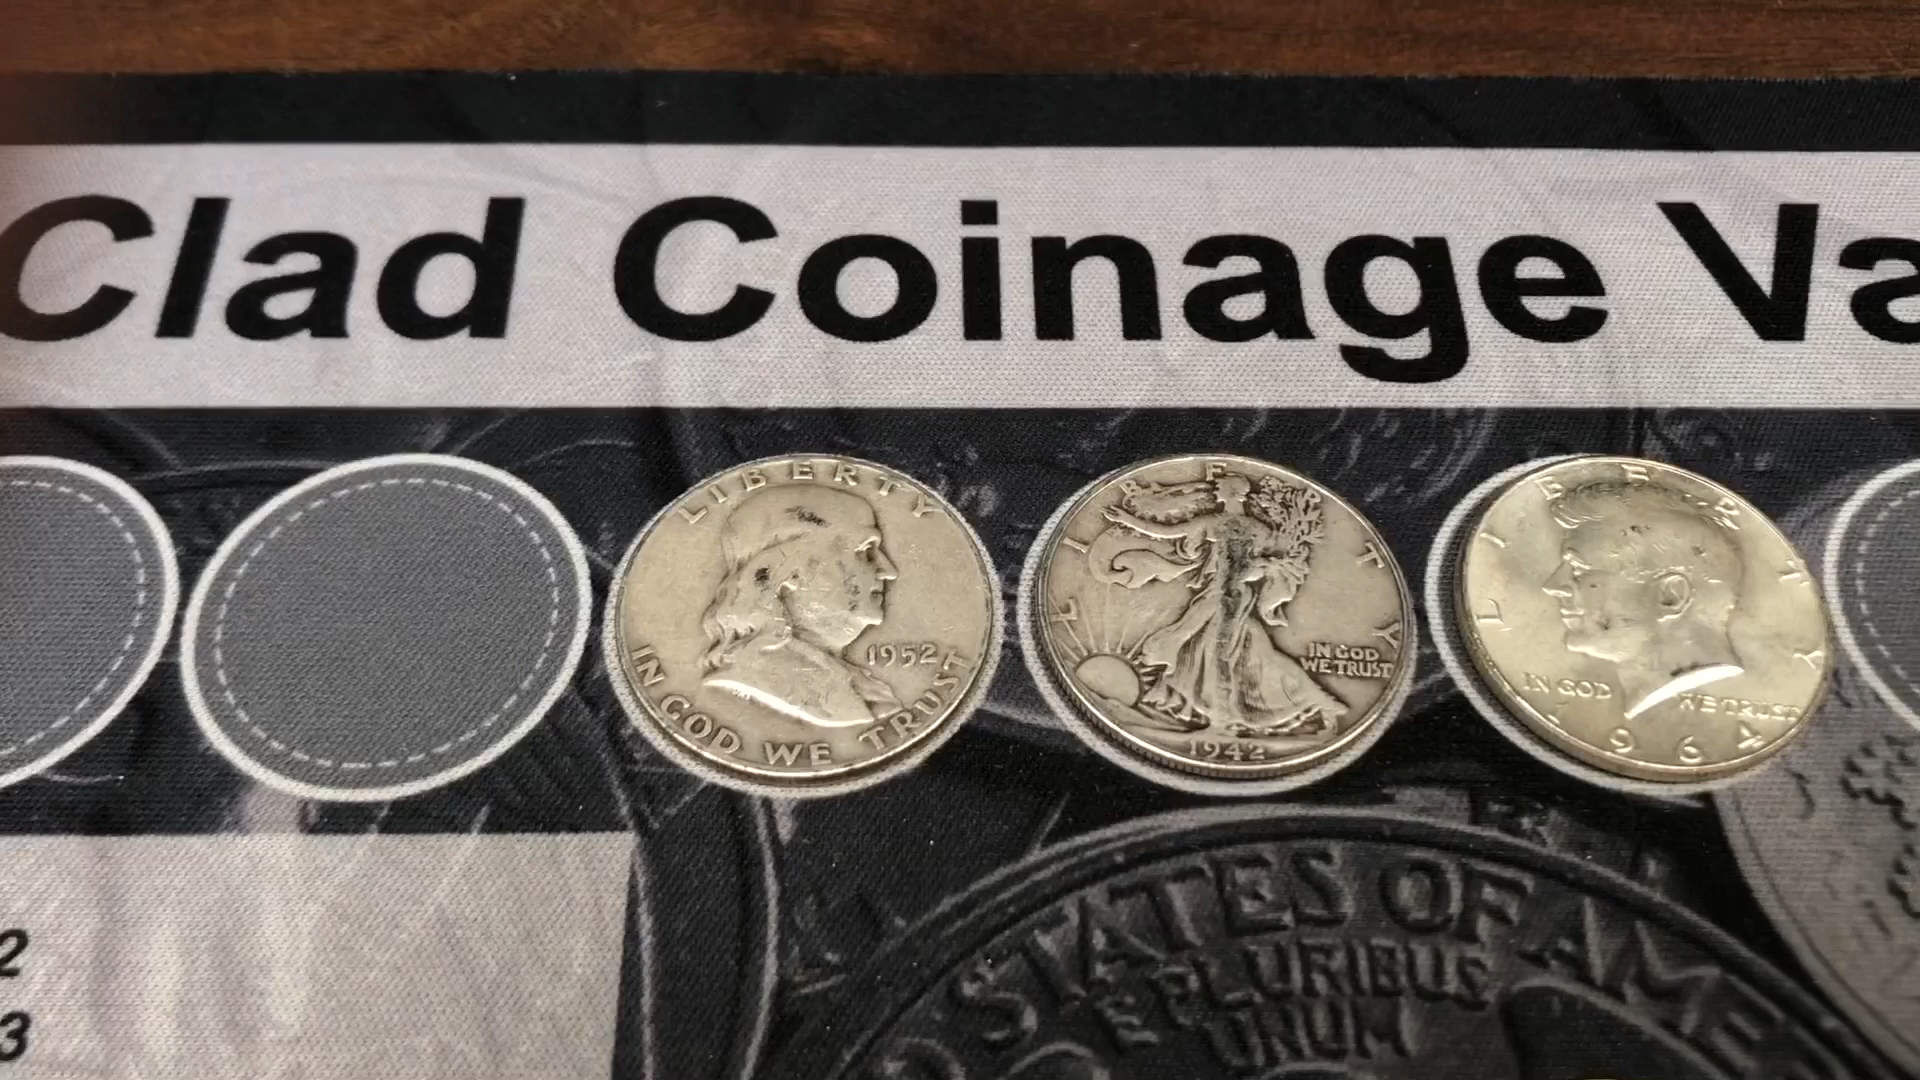 Clad Coinage Va
LIBERTY
1952
IN GOD WE TRUST
LIBERTY
IN GOD
WE TRUST
1942
LIBERTY
IN GOD WE TRUST
1964
2
3
STATES OF AME
E PLURIBUS
UNUM